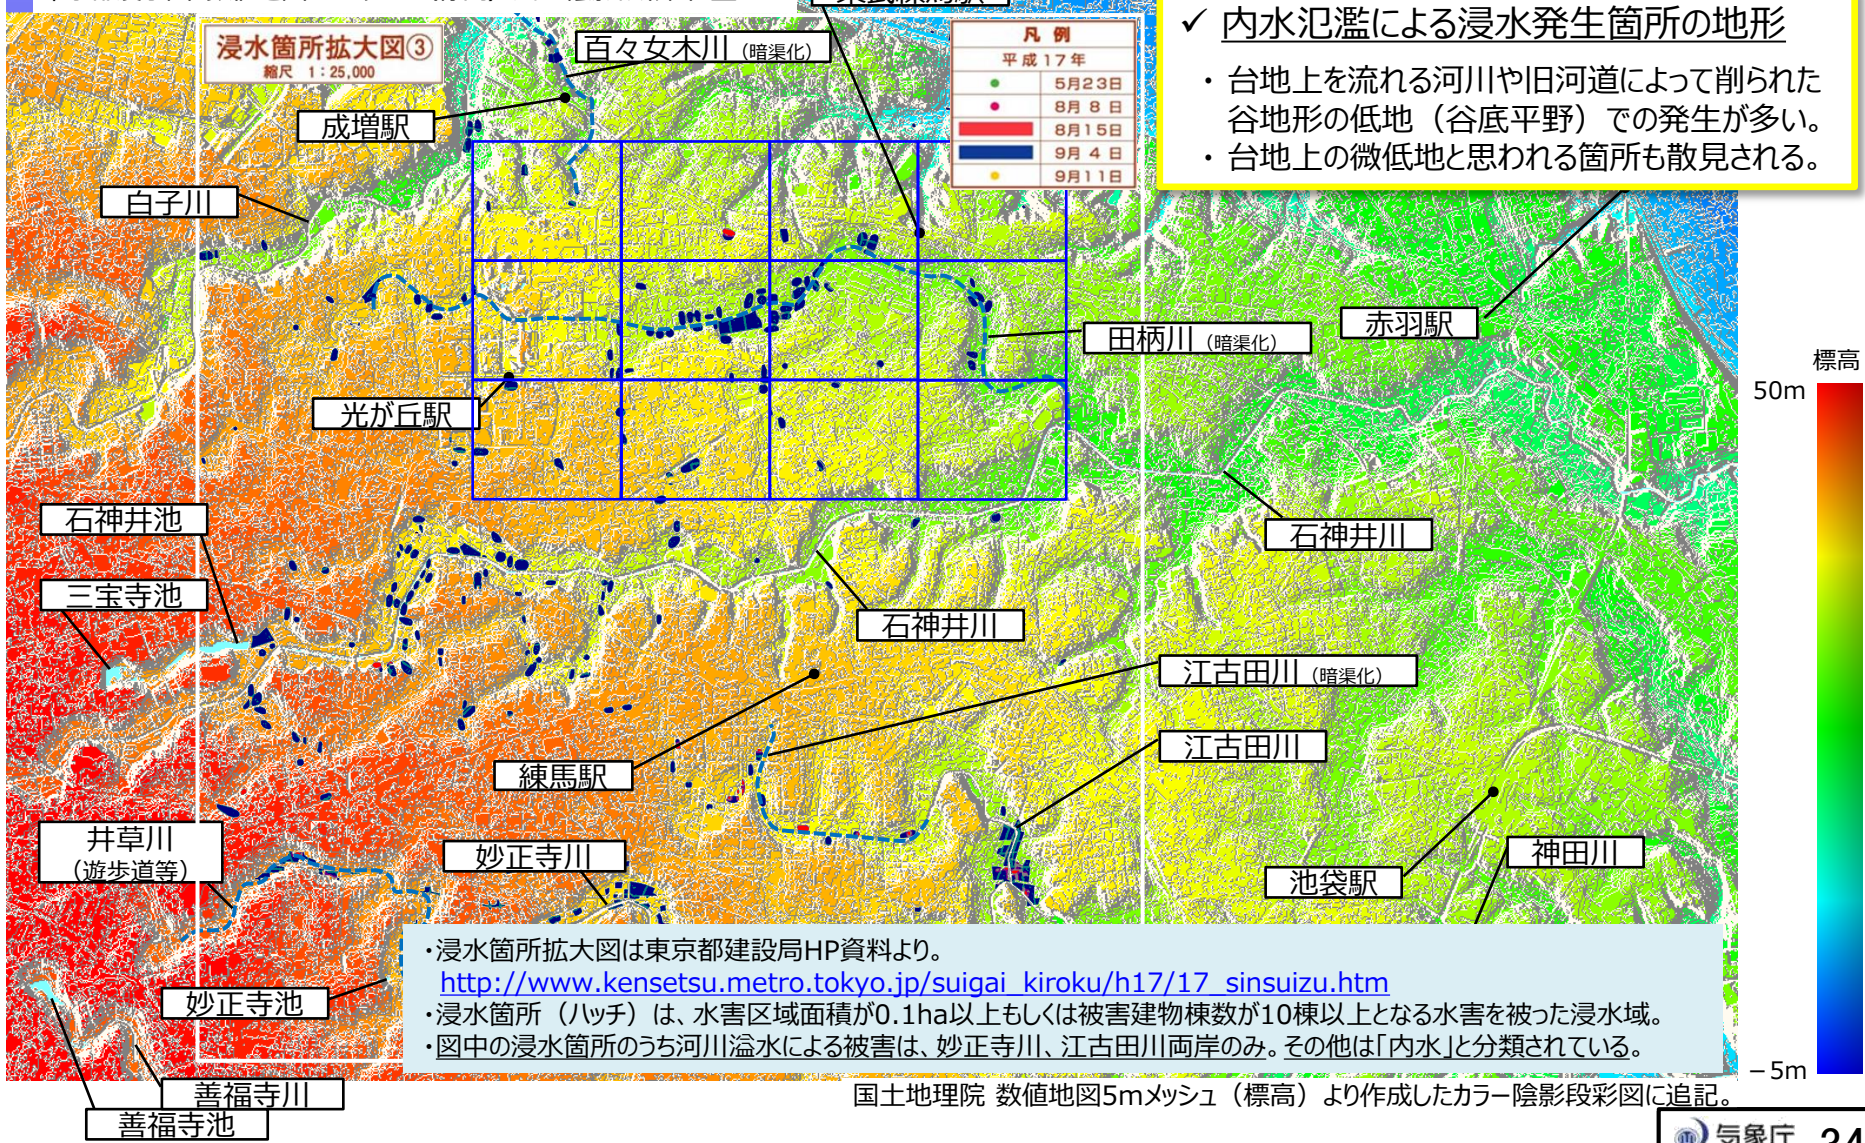 浸水箇所拡大図③
縮尺 1：25,000
百々女木川（暗渠化）
凡 例
平成17年
5月23日
8月 8 日
8月15日
9月 4 日
9月11日
✓ 内水氾濫による浸水発生箇所の地形
・台地上を流れる河川や旧河道によって削られた
谷地形の低地（谷底平野）での発生が多い。
・台地上の微低地と思われる箇所も散見される。
成増駅
白子川
赤羽駅
田柄川（暗渠化）
標高
50m
光が丘駅
石神井池
石神井川
三宝寺池
石神井川
江古田川（暗渠化）
江古田川
練馬駅
井草川
（遊歩道等）
妙正寺川
神田川
池袋駅
・浸水箇所拡大図は東京都建設局HP資料より。
http://www.kensetsu.metro.tokyo.jp/suigai_kiroku/h17/17_sinsuizu.htm
妙正寺池
・浸水箇所（ハッチ）は、水害区域面積が0.1ha以上もしくは被害建物棟数が10棟以上となる水害を被った浸水域。
・図中の浸水箇所のうち河川溢水による被害は、妙正寺川、江古田川両岸のみ。その他は「内水」と分類されている。
－5m
善福寺川
国土地理院 数値地図5mメッシュ（標高）より作成したカラー陰影段彩図に追記。
善福寺池
気象庁